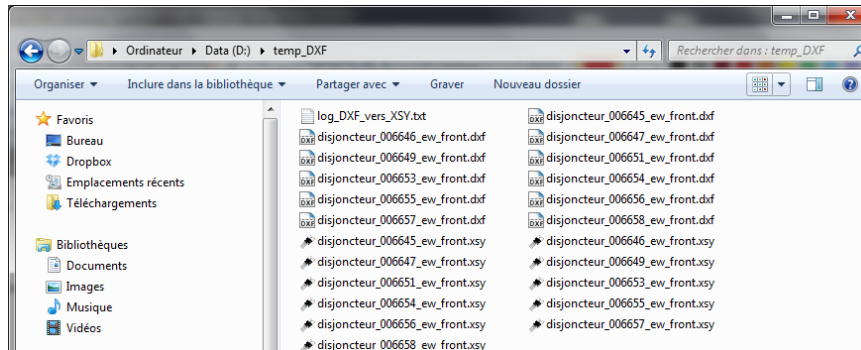 Ordinateur ▸ Data (D:) ▸ temp_DXF
Rechercher dans : temp_DXF
Organiser Inclure dans la bibliothèque Partager avec Graver Nouveau dossier
Favoris
Bureau
Dropbox
Emplacements récents
Téléchargements
Bibliothèques
Documents
Images
Musique
Vidéos
log_DXF_vers_XSY.txt disjoncteur_006645_ew_front.dxf
disjoncteur_006646_ew_front.dxf disjoncteur_006647_ew_front.dxf
disjoncteur_006649_ew_front.dxf disjoncteur_006651_ew_front.dxf
disjoncteur_006653_ew_front.dxf disjoncteur_006654_ew_front.dxf
disjoncteur_006655_ew_front.dxf disjoncteur_006656_ew_front.dxf
disjoncteur_006657_ew_front.dxf disjoncteur_006658_ew_front.dxf
disjoncteur_006645_ew_front.xsy disjoncteur_006646_ew_front.xsy
disjoncteur_006647_ew_front.xsy disjoncteur_006649_ew_front.xsy
disjoncteur_006651_ew_front.xsy disjoncteur_006653_ew_front.xsy
disjoncteur_006654_ew_front.xsy disjoncteur_006655_ew_front.xsy
disjoncteur_006656_ew_front.xsy disjoncteur_006657_ew_front.xsy
disjoncteur_006658_ew_front.xsy